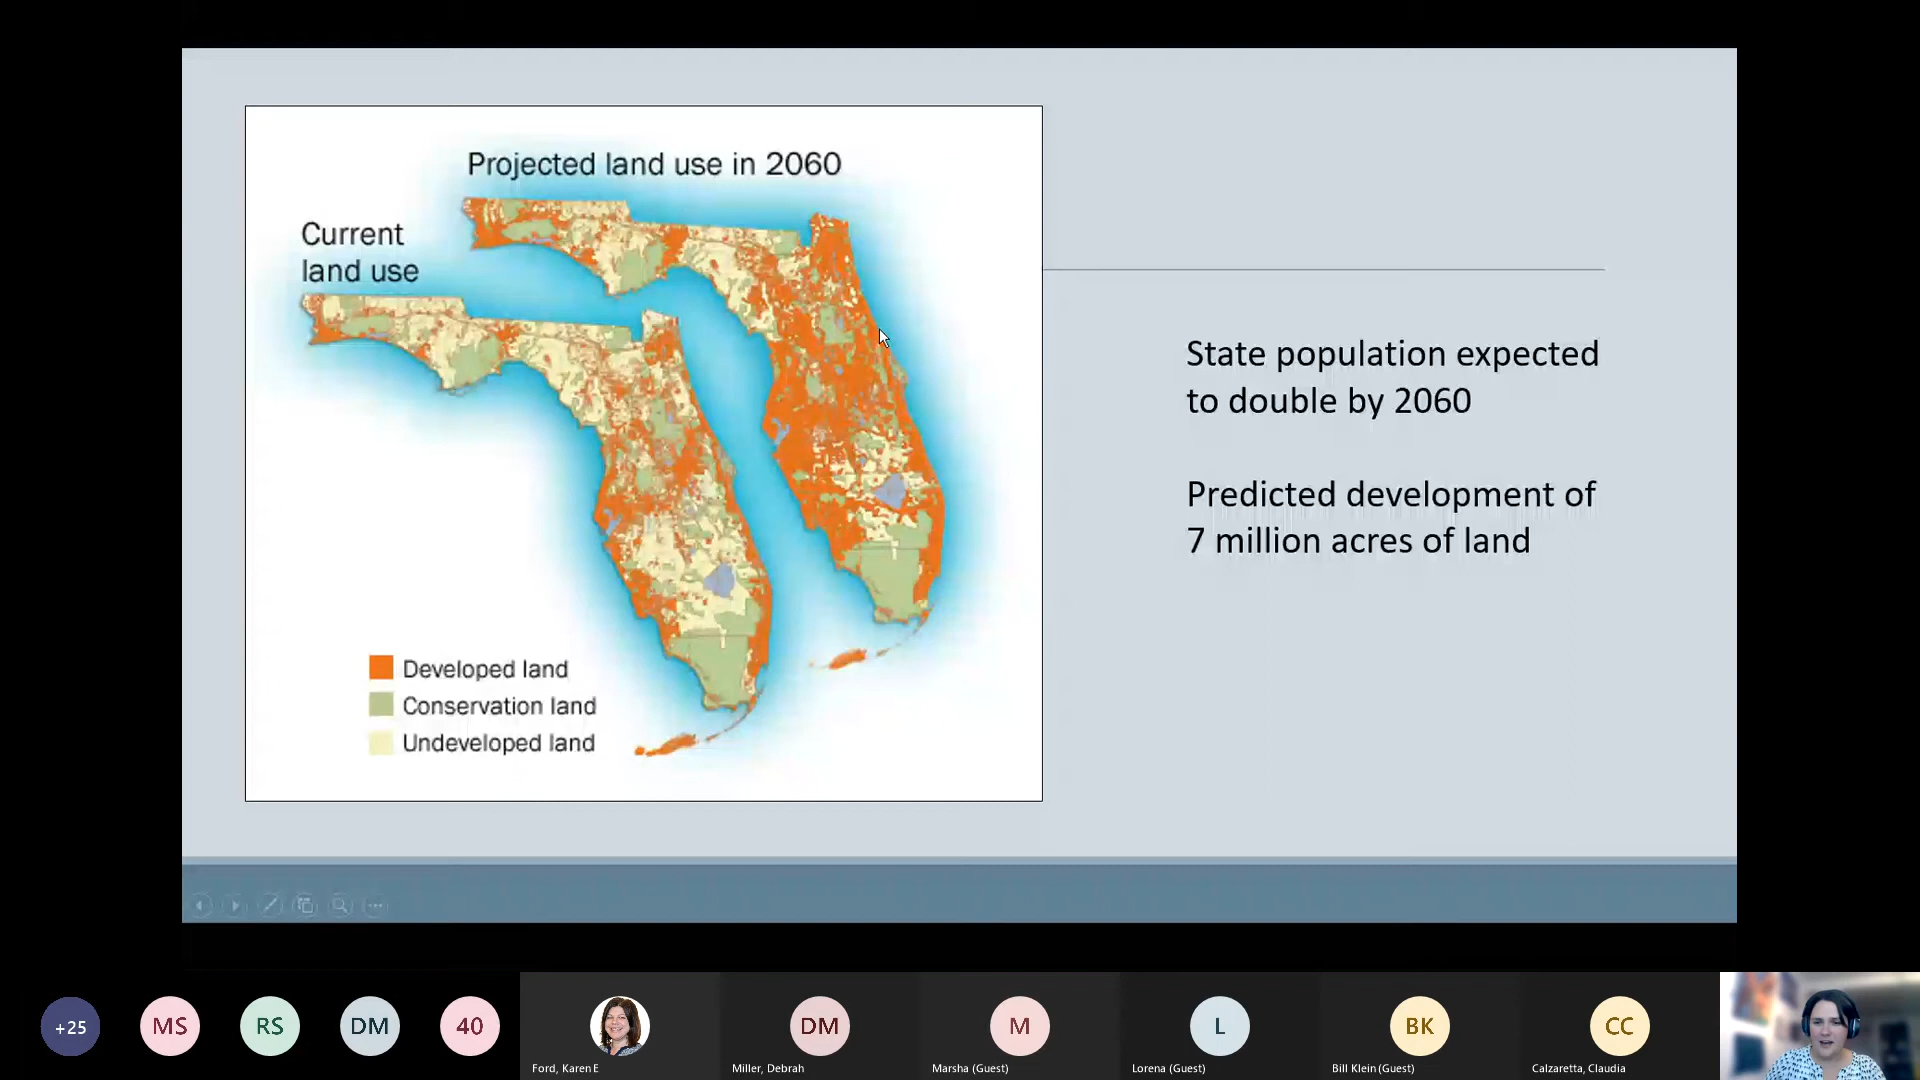 Projected land use in 2060
Current
land use
Developed land
Conservation land
Undeveloped land
State population expected
to double by 2060
Predicted development of
7 million acres of land
+25
MS
RS
DM
40
DM
M
L
BK
CC
Ford, Karen E
Miller, Debrah
Marsha (Guest)
Lorena (Guest)
Bill Klein (Guest)
Calzaretta, Claudia